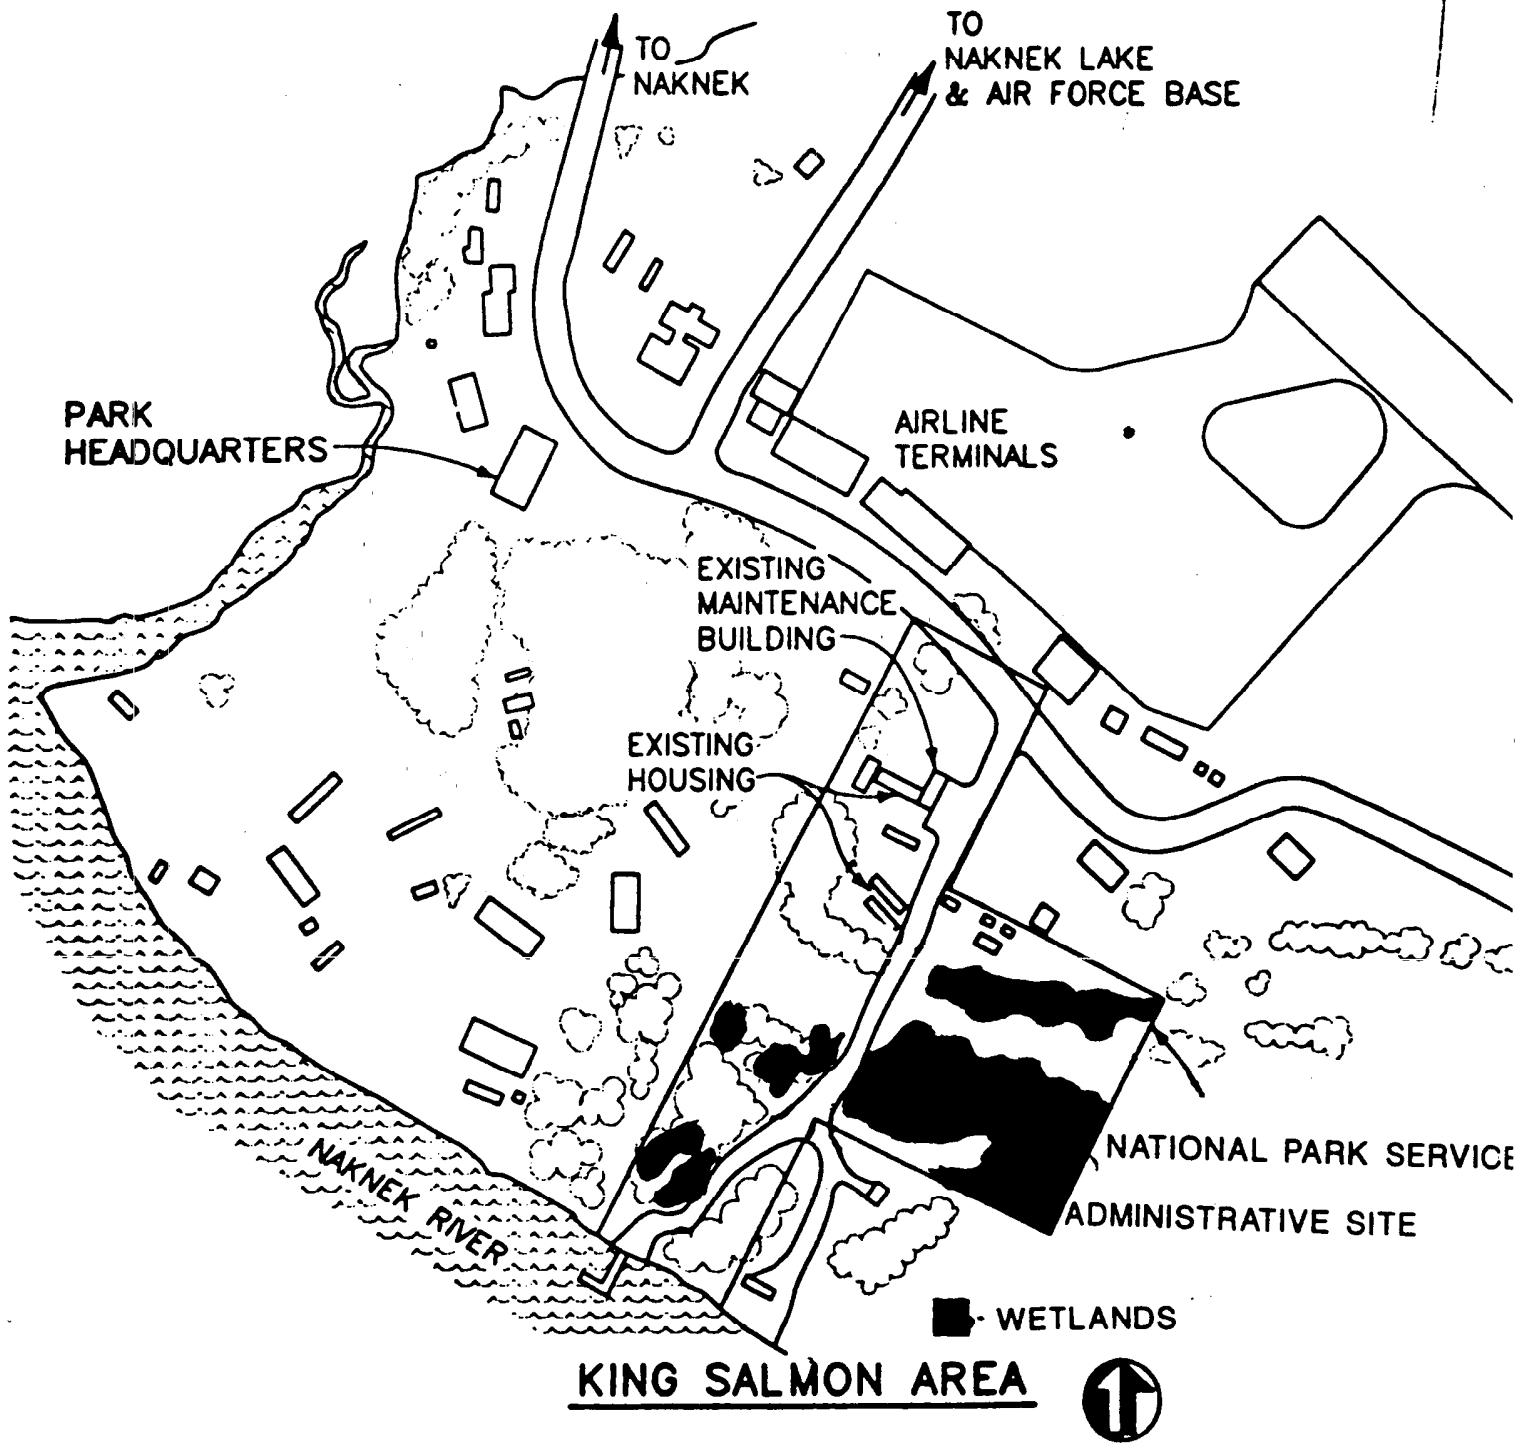 TO
NAKNEK
TO
NAKNEK LAKE
& AIR FORCE BASE
PARK
HEADQUARTERS
AIRLINE
TERMINALS
EXISTING
MAINTENANCE
BUILDING
EXISTING
HOUSING
NAKNEK RIVER
NATIONAL PARK SERVICE
ADMINISTRATIVE SITE
WETLANDS
KING SALMON AREA